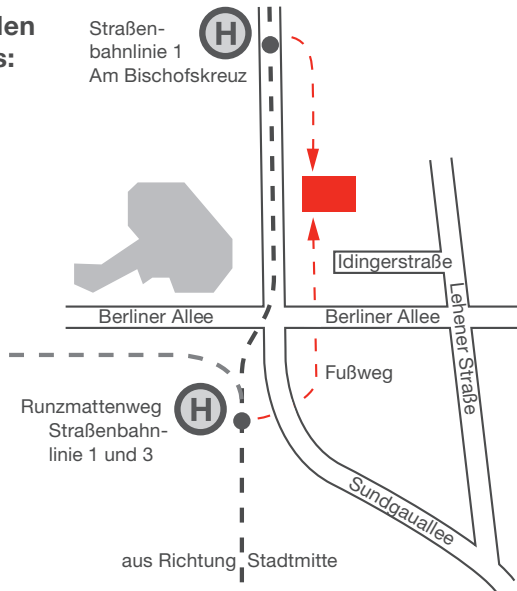 den
s:
Straßen-
bahnlinie 1
Am Bischofskreuz
H
Idingerstraße
Lehener Straße
Berliner Allee
Berliner Allee
Fußweg
Runzmattenweg
Straßenbahn-
linie 1 und 3
H
Sundgauallee
aus Richtung Stadtmitte